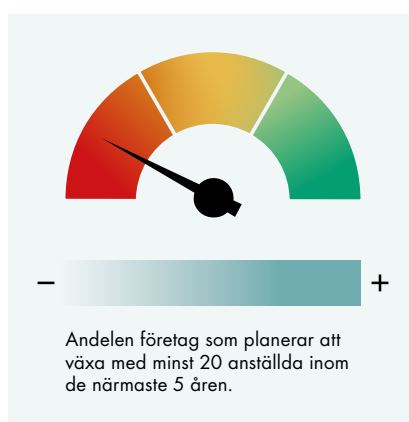 − +
Andelen företag som planerar att
växa med minst 20 anställda inom
de närmaste 5 åren.